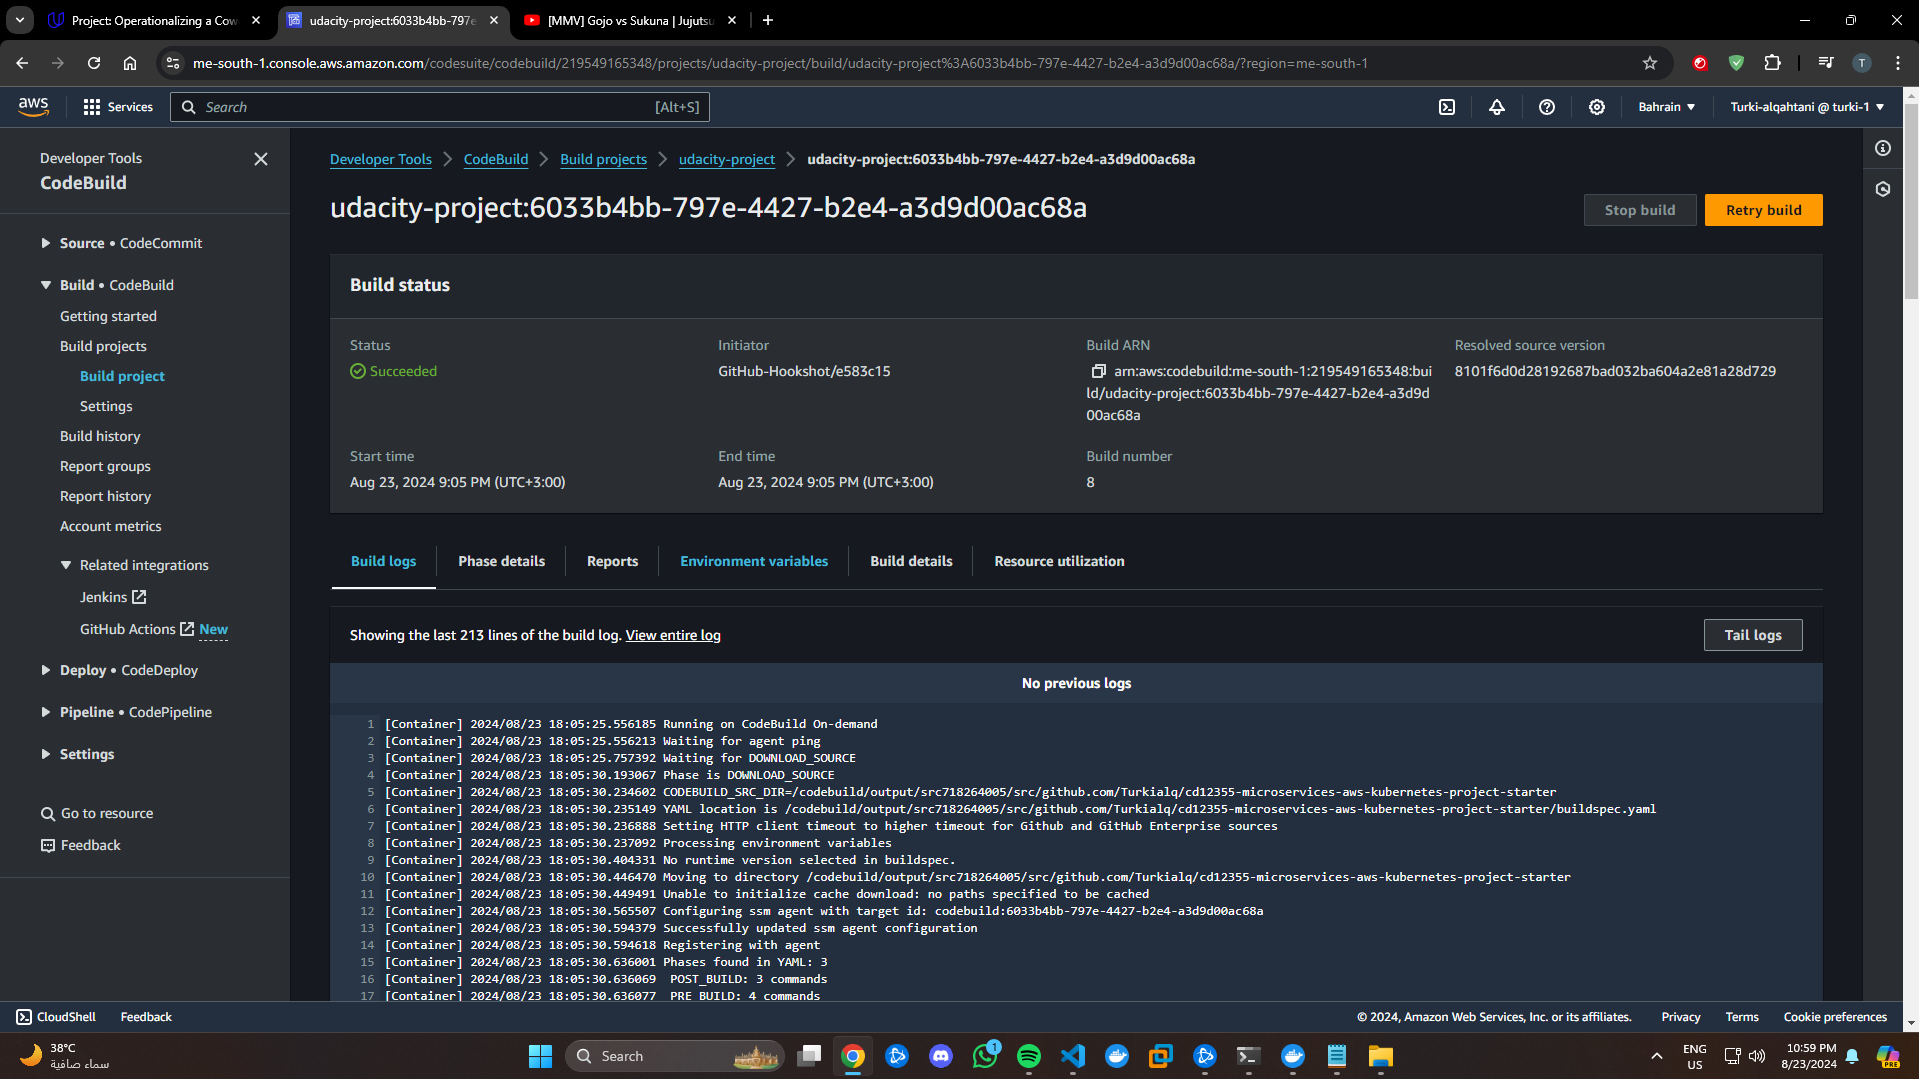 Project: Operationalizing a Cow
udacity-project:6033b4bb-797e
[MMV] Gojo vs Sukuna | Jujutsu
me-south-1.console.aws.amazon.com/codesuite/codebuild/219549165348/projects/udacity-project/build/udacity-project%3A6033b4bb-797e-4427-b2e4-a3d9d00ac68a/?region=me-south-1
T
aws
Services
Search
[Alt+S]
Bahrain
Turki-alqahtani @ turki-1
Developer Tools
CodeBuild
Source • CodeCommit
Build • CodeBuild
Getting started
Build projects
Build project
Settings
Build history
Report groups
Report history
Account metrics
Related integrations
Jenkins
GitHub Actions New
Deploy • CodeDeploy
Pipeline • CodePipeline
Settings
Go to resource
Feedback
Developer Tools
CodeBuild
Build projects
udacity-project
udacity-project:6033b4bb-797e-4427-b2e4-a3d9d00ac68a
udacity-project:6033b4bb-797e-4427-b2e4-a3d9d00ac68a
Stop build
Retry build
Build status
Status
Succeeded
Initiator
GitHub-Hookshot/e583c15
Build ARN
arn:aws:codebuild:me-south-1:219549165348:bui
ld/udacity-project:6033b4bb-797e-4427-b2e4-a3d9d
00ac68a
Resolved source version
8101f6d0d28192687bad032ba604a2e81a28d729
Start time
Aug 23, 2024 9:05 PM (UTC+3:00)
End time
Aug 23, 2024 9:05 PM (UTC+3:00)
Build number
8
Build logs
Phase details
Reports
Environment variables
Build details
Resource utilization
Showing the last 213 lines of the build log. View entire log
Tail logs
No previous logs
1 [Container] 2024/08/23 18:05:25.556185 Running on CodeBuild On-demand
2 [Container] 2024/08/23 18:05:25.556213 Waiting for agent ping
3 [Container] 2024/08/23 18:05:25.757392 Waiting for DOWNLOAD_SOURCE
4 [Container] 2024/08/23 18:05:30.193067 Phase is DOWNLOAD_SOURCE
5 [Container] 2024/08/23 18:05:30.234602 CODEBUILD_SRC_DIR=/codebuild/output/src718264005/src/github.com/Turkialq/cd12355-microservices-aws-kubernetes-project-starter
6 [Container] 2024/08/23 18:05:30.235149 YAML location is /codebuild/output/src718264005/src/github.com/Turkialq/cd12355-microservices-aws-kubernetes-project-starter/buildspec.yaml
7 [Container] 2024/08/23 18:05:30.236888 Setting HTTP client timeout to higher timeout for Github and GitHub Enterprise sources
8 [Container] 2024/08/23 18:05:30.237092 Processing environment variables
9 [Container] 2024/08/23 18:05:30.404331 No runtime version selected in buildspec.
10 [Container] 2024/08/23 18:05:30.446470 Moving to directory /codebuild/output/src718264005/src/github.com/Turkialq/cd12355-microservices-aws-kubernetes-project-starter
11 [Container] 2024/08/23 18:05:30.449491 Unable to initialize cache download: no paths specified to be cached
12 [Container] 2024/08/23 18:05:30.565507 Configuring ssm agent with target id: codebuild:6033b4bb-797e-4427-b2e4-a3d9d00ac68a
13 [Container] 2024/08/23 18:05:30.594379 Successfully updated ssm agent configuration
14 [Container] 2024/08/23 18:05:30.594618 Registering with agent
15 [Container] 2024/08/23 18:05:30.636001 Phases found in YAML: 3
16 [Container] 2024/08/23 18:05:30.636069 POST_BUILD: 3 commands
17 [Container] 2024/08/23 18:05:30.636077 PRE_BUILD: 4 commands
CloudShell
Feedback
© 2024, Amazon Web Services, Inc. or its affiliates.
Privacy
Terms
Cookie preferences
38°C
سماء صافية
Search
1
ENG
US
10:59 PM
8/23/2024
PRE